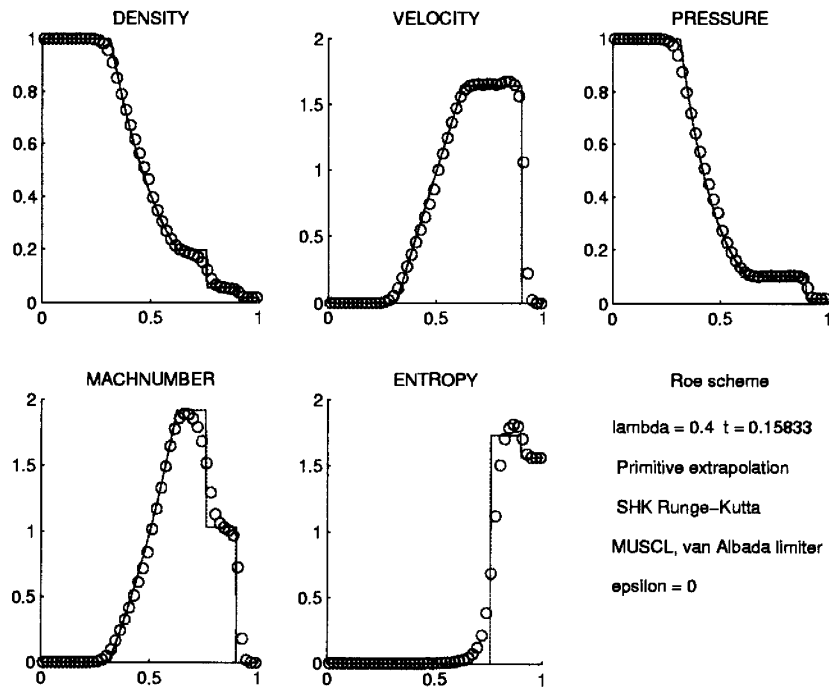 DENSITY
1
0.8
0.6
0.4
0.2
0
0 0.5 1
VELOCITY
2
1.5
1
0.5
0
0 0.5 1
PRESSURE
1
0.8
0.6
0.4
0.2
0
0 0.5 1
MACHNUMBER
2
1.5
1
0.5
0
0 0.5 1
ENTROPY
2
1.5
1
0.5
0
0 0.5 1
Roe scheme
lambda = 0.4 t = 0.15833
Primitive extrapolation
SHK Runge-Kutta
MUSCL, van Albada limiter
epsilon = 0